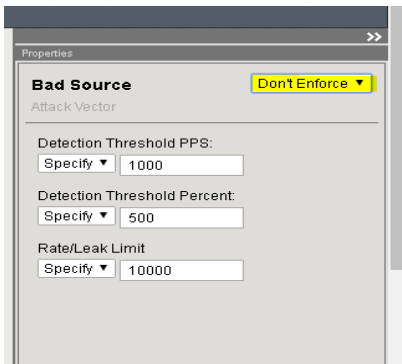 >>
Properties
Bad Source
Don't Enforce ▼
Attack Vector
Detection Threshold PPS:
Specify ▼ 1000
Detection Threshold Percent:
Specify ▼ 500
Rate/Leak Limit
Specify ▼ 10000